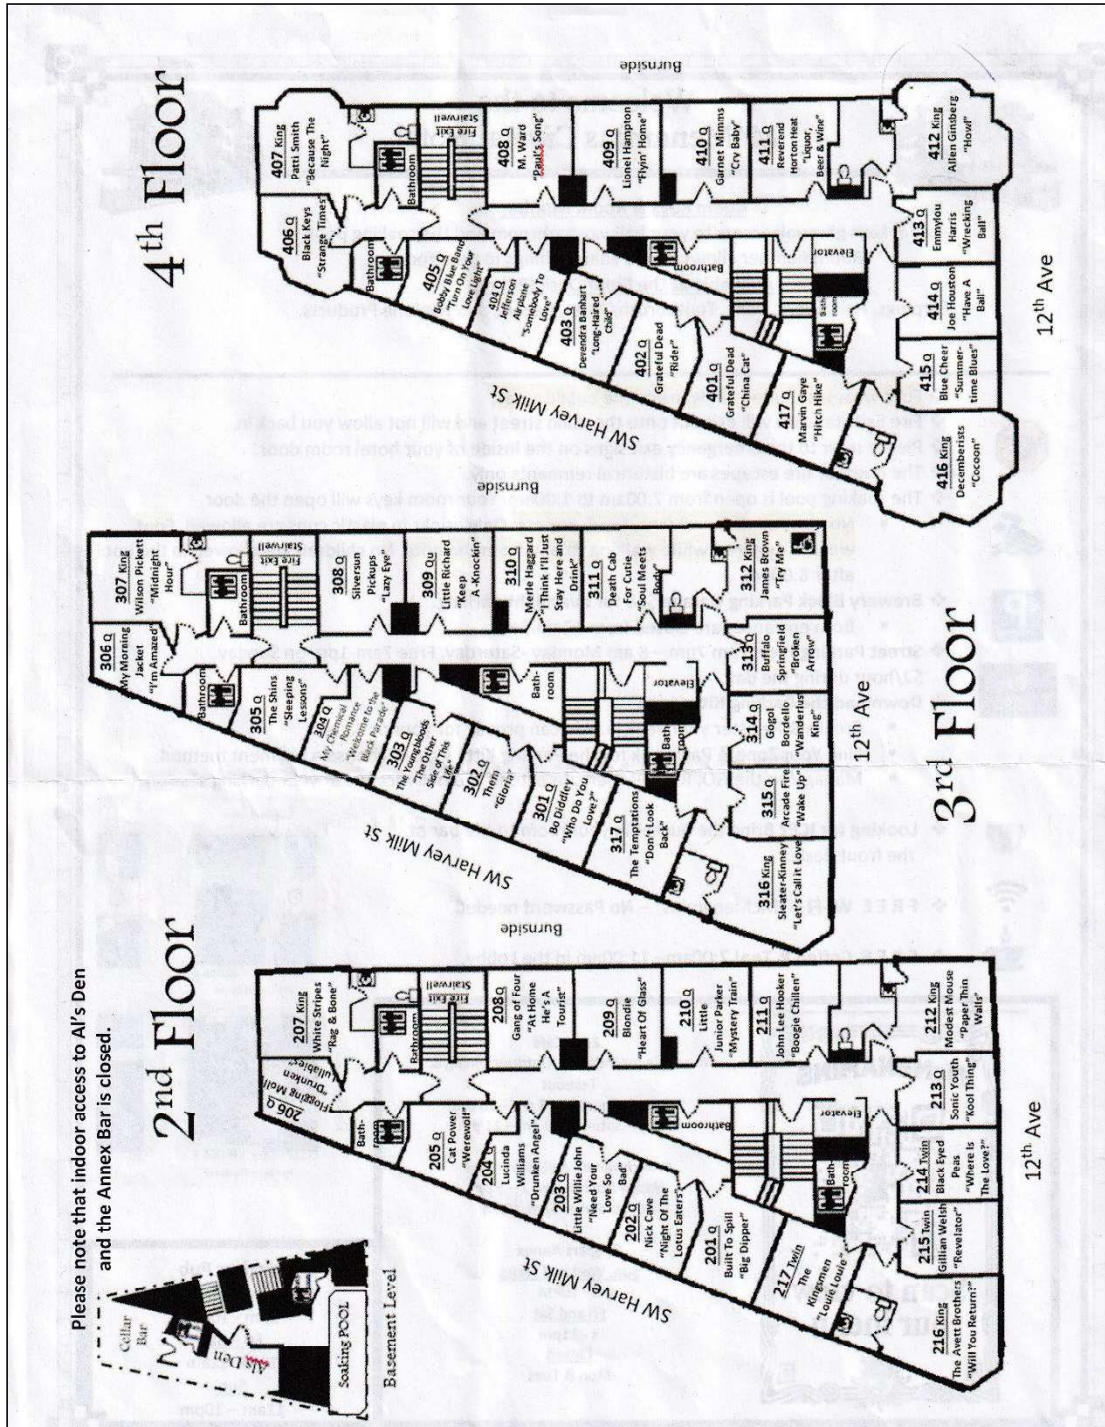 Please note that indoor access to Al's Den
and the Annex Bar is closed.
Cellar
Bar
Al's Den
Soaking POOL
Basement Level
2nd Floor
Burnside
SW Harvey Milk St
12th Ave
206 Q
Flogging Molly
"Drunken
Lullabies"
207 King
White Stripes
"Rag & Bone"
Bath-
room
Bathroom
Fire Exit
Stairwell
205 Q
Cat Power
"Werewolf"
204 Q
Lucinda
Williams
"Drunken Angel"
208 Q
Gang of Four
"At Home
He's A
Tourist"
203 Q
Little Willie John
"Need Your
Love So
Bad"
209 Q
Blondie
"Heart Of Glass"
202 Q
Nick Cave
"Night Of The
Lotus Eaters"
Bathroom
210 Q
Little
Junior Parker
"Mystery Train"
201 Q
Built To Spill
"Big Dipper"
211 Q
John Lee Hooker
"Boogie Chillen"
217 Twin
The
Kingsmen
"Louie Louie"
Elevator
Bath-
room
216 King
The Avett Brothers
"Will You Return?"
215 Twin
Gillian Welsh
"Revelator"
214 Twin
Black Eyed
Peas
"Where Is
The Love?"
213 Q
Sonic Youth
"Kool Thing"
212 King
Modest Mouse
"Paper Thin
Walls"
3rd Floor
Burnside
SW Harvey Milk St
12th Ave
306 Q
My Morning
Jacket
"I'm Amazed"
307 King
Wilson Pickett
"Midnight
Hour"
Bathroom
Bathroom
Fire Exit
Stairwell
305 Q
The Shins
"Sleeping
Lessons"
304 Q
My Chemical
Romance
"Welcome to the
Black Parade"
308 Q
Silversun
Pickups
"Lazy Eye"
303 Q
The Youngbloods
"The Other
Side of This
Life"
309 Q
Little Richard
"Keep
A-Knockin"
302 Q
Them
"Gloria?"
Bath-
room
310 Q
Merle Haggard
"I Think I'll Just
Stay Here and
Drink"
301 Q
Bo Diddley
"Who Do You
Love?"
311 Q
Death Cab
For Cutie
"Soul Meets
Body"
317 Q
The Temptations
"Don't Look
Back"
Elevator
Bath
room
316 King
Sleater-Kinney
"Let's Call it Love"
315 Q
Arcade Fire
"Wake Up"
314 Q
Gogol
Bordello
"Wanderlust
King"
313 Q
Buffalo
Springfield
"Broken
Arrow"
312 King
James Brown
"Try Me"
4th Floor
Burnside
SW Harvey Milk St
12th Ave
406 Q
Black Keys
"Strange Times"
407 King
Patti Smith
"Because The
Night"
Bathroom
Bathroom
Fire Exit
Stairwell
405 Q
Bobby Blue Band
"Turn On Your
Love Light"
404 Q
Jefferson
Airplane
"Somebody To
Love"
408 Q
M. Ward
"Paul's Song"
403 Q
Devendra Banhart
"Long-Haired
Child"
409 Q
Lionel Hampton
"Flyin' Home"
402 Q
Grateful Dead
"Rider"
Bathroom
410 Q
Garnet Mimms
"Cry Baby"
401 Q
Grateful Dead
"China Cat"
411 Q
Reverend
Horton Heat
"Liquor,
Beer & Wine"
417 Q
Marvin Gaye
"Hitch Hike"
Elevator
Bath
room
416 King
Decemberists
"Cocoon"
415 Q
Blue Cheer
"Summer-
time Blues"
414 Q
Joe Houston
"Have A
Ball"
413 Q
Emmylou
Harris
"Wrecking
Ball"
412 King
Allen Ginsberg
"Howl"